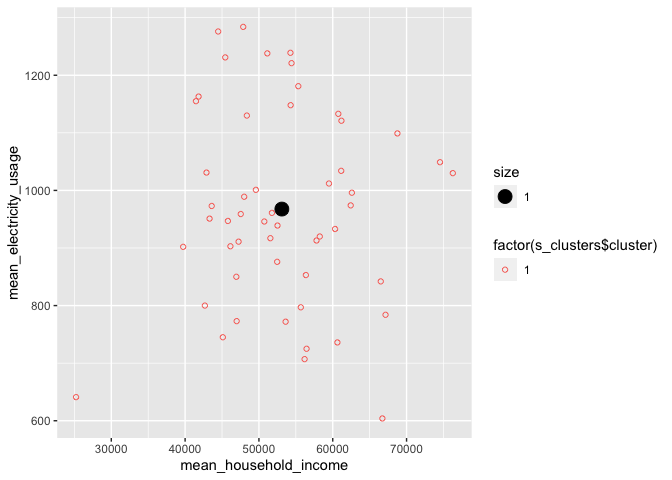 1200
1000
800
600
mean_electricity_usage
30000 40000 50000 60000 70000
mean_household_income
size
1
factor(s_clusters$cluster)
1